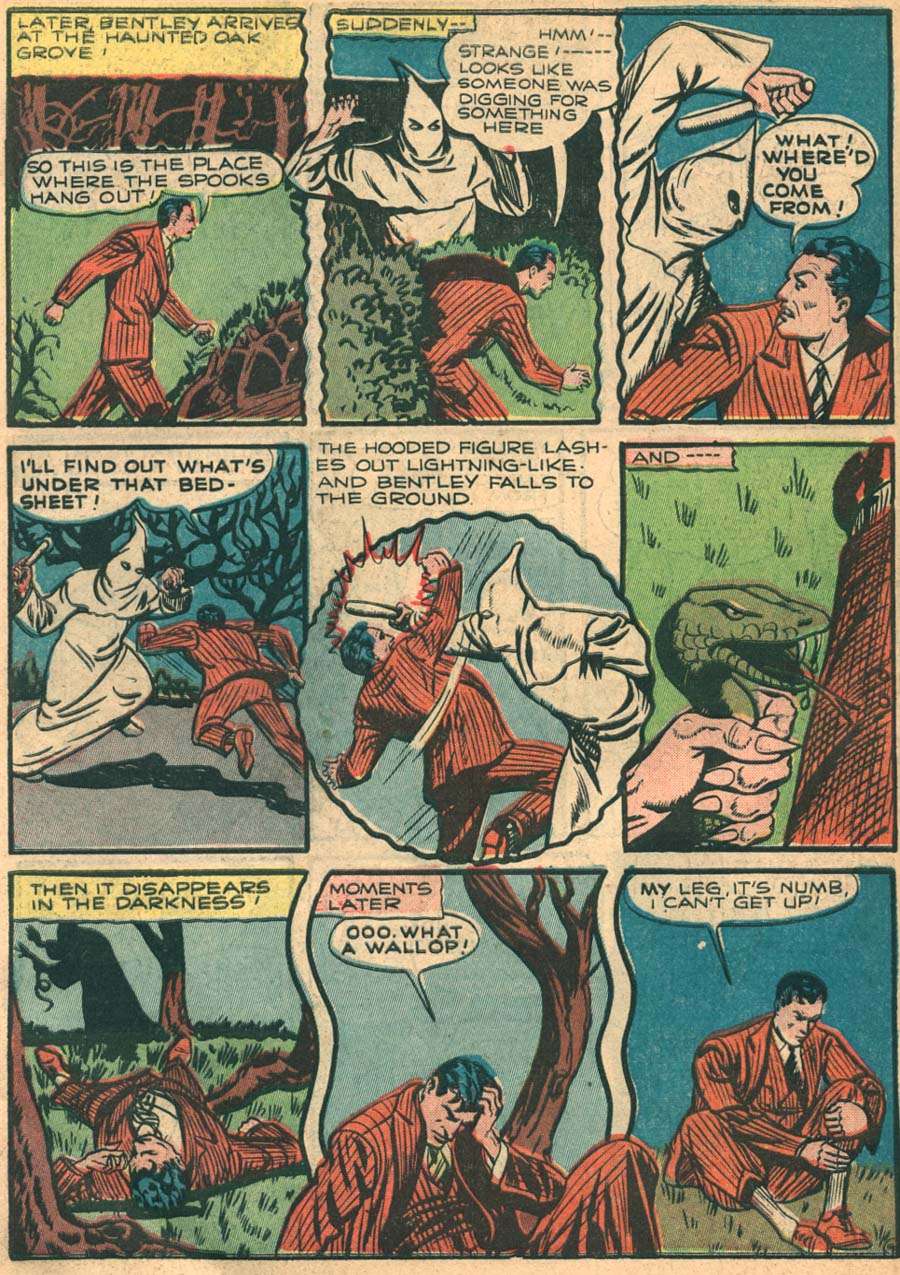 LATER, BENTLEY ARRIVES
AT THE HAUNTED OAK
GROVE!
SO THIS IS THE PLACE
WHERE THE SPOOKS
HANG OUT!
SUDDENLY--
HMM!--
STRANGE!-----
LOOKS LIKE
SOMEONE WAS
DIGGING FOR
SOMETHING
HERE
WHAT!
WHERE'D
YOU
COME
FROM!
I'LL FIND OUT WHAT'S
UNDER THAT BED-
SHEET!
THE HOODED FIGURE LASH-
ES OUT LIGHTNING-LIKE.
AND BENTLEY FALLS TO
THE GROUND.
AND ----
THEN IT DISAPPEARS
IN THE DARKNESS!
MOMENTS
LATER
OOO. WHAT
A WALLOP!
MY LEG, IT'S NUMB,
I CAN'T GET UP!